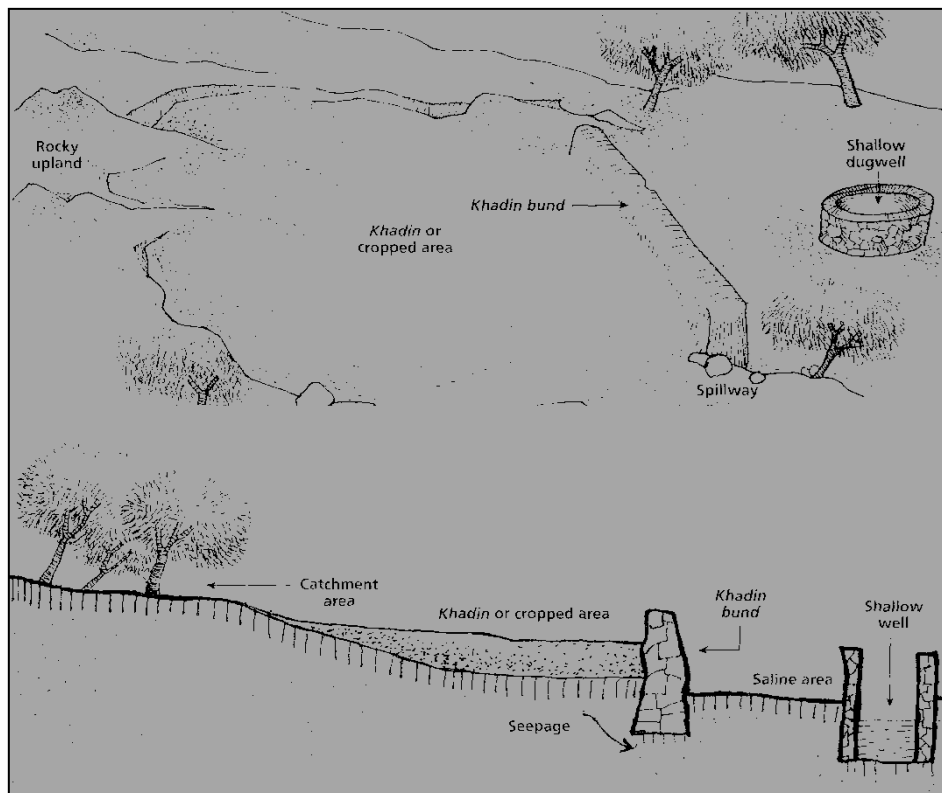 Rocky
upland
Shallow
dugwell
Khadin bund
Khadin or
cropped area
Spillway
Catchment
area
Khadin or cropped area
Khadin
bund
Shallow
well
Saline area
Seepage